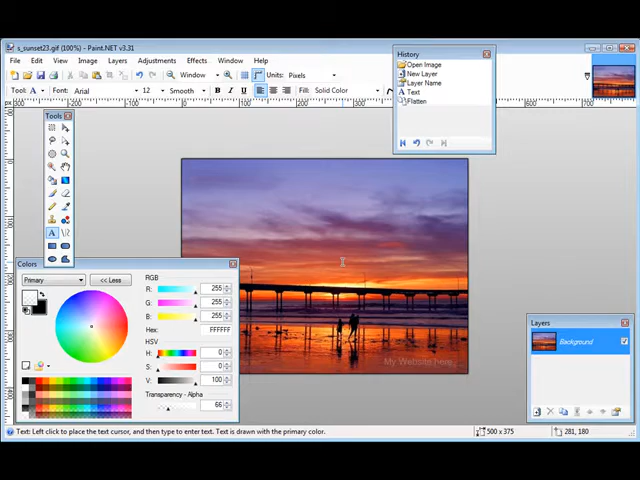 s_sunset23.gif (100%) - Paint.NET v3.31
File Edit View Image Layers Adjustments Effects Window Help
Window Units: Pixels
Tool: A Font: Arial 12 Smooth B I U Fill: Solid Color
History
Open Image
New Layer
Layer Name
Text
Flatten
Tools
A
Colors
Primary
<< Less
RGB
R: 255
G: 255
B: 255
Hex: FFFFFF
HSV
H: 0
S: 0
V: 100
Transparency - Alpha
66
My Website here
Layers
Background
Text: Left click to place the text cursor, and then type to enter text. Text is drawn with the primary color.
500 x 375
281, 180